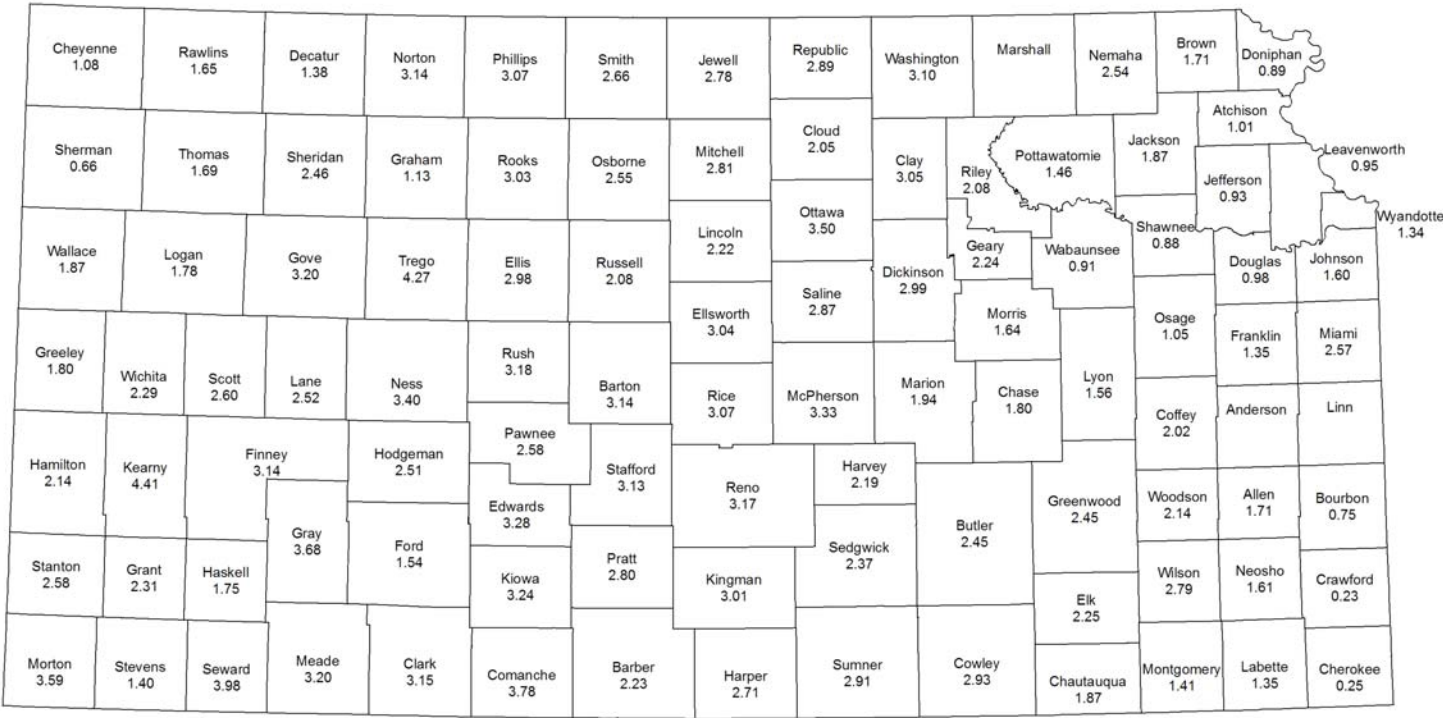 Cheyenne
1.08
Rawlins
1.65
Decatur
1.38
Norton
3.14
Phillips
3.07
Smith
2.66
Jewell
2.78
Republic
2.89
Washington
3.10
Marshall
Nemaha
2.54
Brown
1.71
Doniphan
0.89
Sherman
0.66
Thomas
1.69
Sheridan
2.46
Graham
1.13
Rooks
3.03
Osborne
2.55
Mitchell
2.81
Cloud
2.05
Clay
3.05
Riley
2.08
Pottawatomie
1.46
Jackson
1.87
Atchison
1.01
Jefferson
0.93
Leavenworth
0.95
Wyandotte
1.34
Wallace
1.87
Logan
1.78
Gove
3.20
Trego
4.27
Ellis
2.98
Russell
2.08
Lincoln
2.22
Ottawa
3.50
Saline
2.87
Dickinson
2.99
Geary
2.24
Wabaunsee
0.91
Shawnee
0.88
Douglas
0.98
Johnson
1.60
Greeley
1.80
Wichita
2.29
Scott
2.60
Lane
2.52
Ness
3.40
Rush
3.18
Barton
3.14
Ellsworth
3.04
Rice
3.07
McPherson
3.33
Marion
1.94
Morris
1.64
Chase
1.80
Lyon
1.56
Osage
1.05
Franklin
1.35
Miami
2.57
Coffey
2.02
Anderson
Linn
Hamilton
2.14
Kearny
4.41
Finney
3.14
Hodgeman
2.51
Pawnee
2.58
Stafford
3.13
Edwards
3.28
Reno
3.17
Harvey
2.19
Butler
2.45
Greenwood
2.45
Woodson
2.14
Allen
1.71
Bourbon
0.75
Stanton
2.58
Grant
2.31
Haskell
1.75
Gray
3.68
Ford
1.54
Kiowa
3.24
Pratt
2.80
Kingman
3.01
Sedgwick
2.37
Elk
2.25
Wilson
2.79
Neosho
1.61
Crawford
0.23
Morton
3.59
Stevens
1.40
Seward
3.98
Meade
3.20
Clark
3.15
Comanche
3.78
Barber
2.23
Harper
2.71
Sumner
2.91
Cowley
2.93
Chautauqua
1.87
Montgomery
1.41
Labette
1.35
Cherokee
0.25